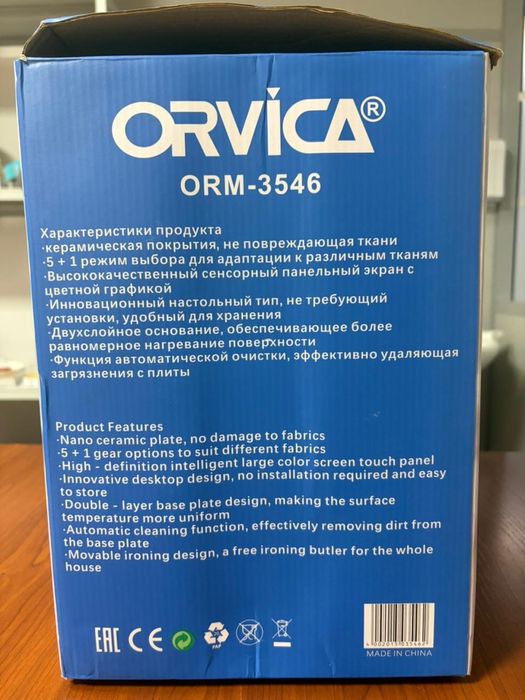 ORVICA®
ORM-3546
Характеристики продукта
·керамическая покрытия, не повреждающая ткани
·5 + 1 режим выбора для адаптации к различным тканям
·Высококачественный сенсорный панельный экран с
цветной графикой
·Инновационный настольный тип, не требующий
установки, удобный для хранения
·Двухслойное основание, обеспечивающее более
равномерное нагревание поверхности
·Функция автоматической очистки, эффективно удаляющая
загрязнения с плиты
Product Features
·Nano ceramic plate, no damage to fabrics
·5 + 1 gear options to suit different fabrics
·High - definition intelligent large color screen touch panel
·Innovative desktop design, no installation required and easy
to store
·Double - layer base plate design, making the surface
temperature more uniform
·Automatic cleaning function, effectively removing dirt from
the base plate
·Movable ironing design, a free ironing butler for the whole
house
EAC CE PAP
4 002015 035462
MADE IN CHINA